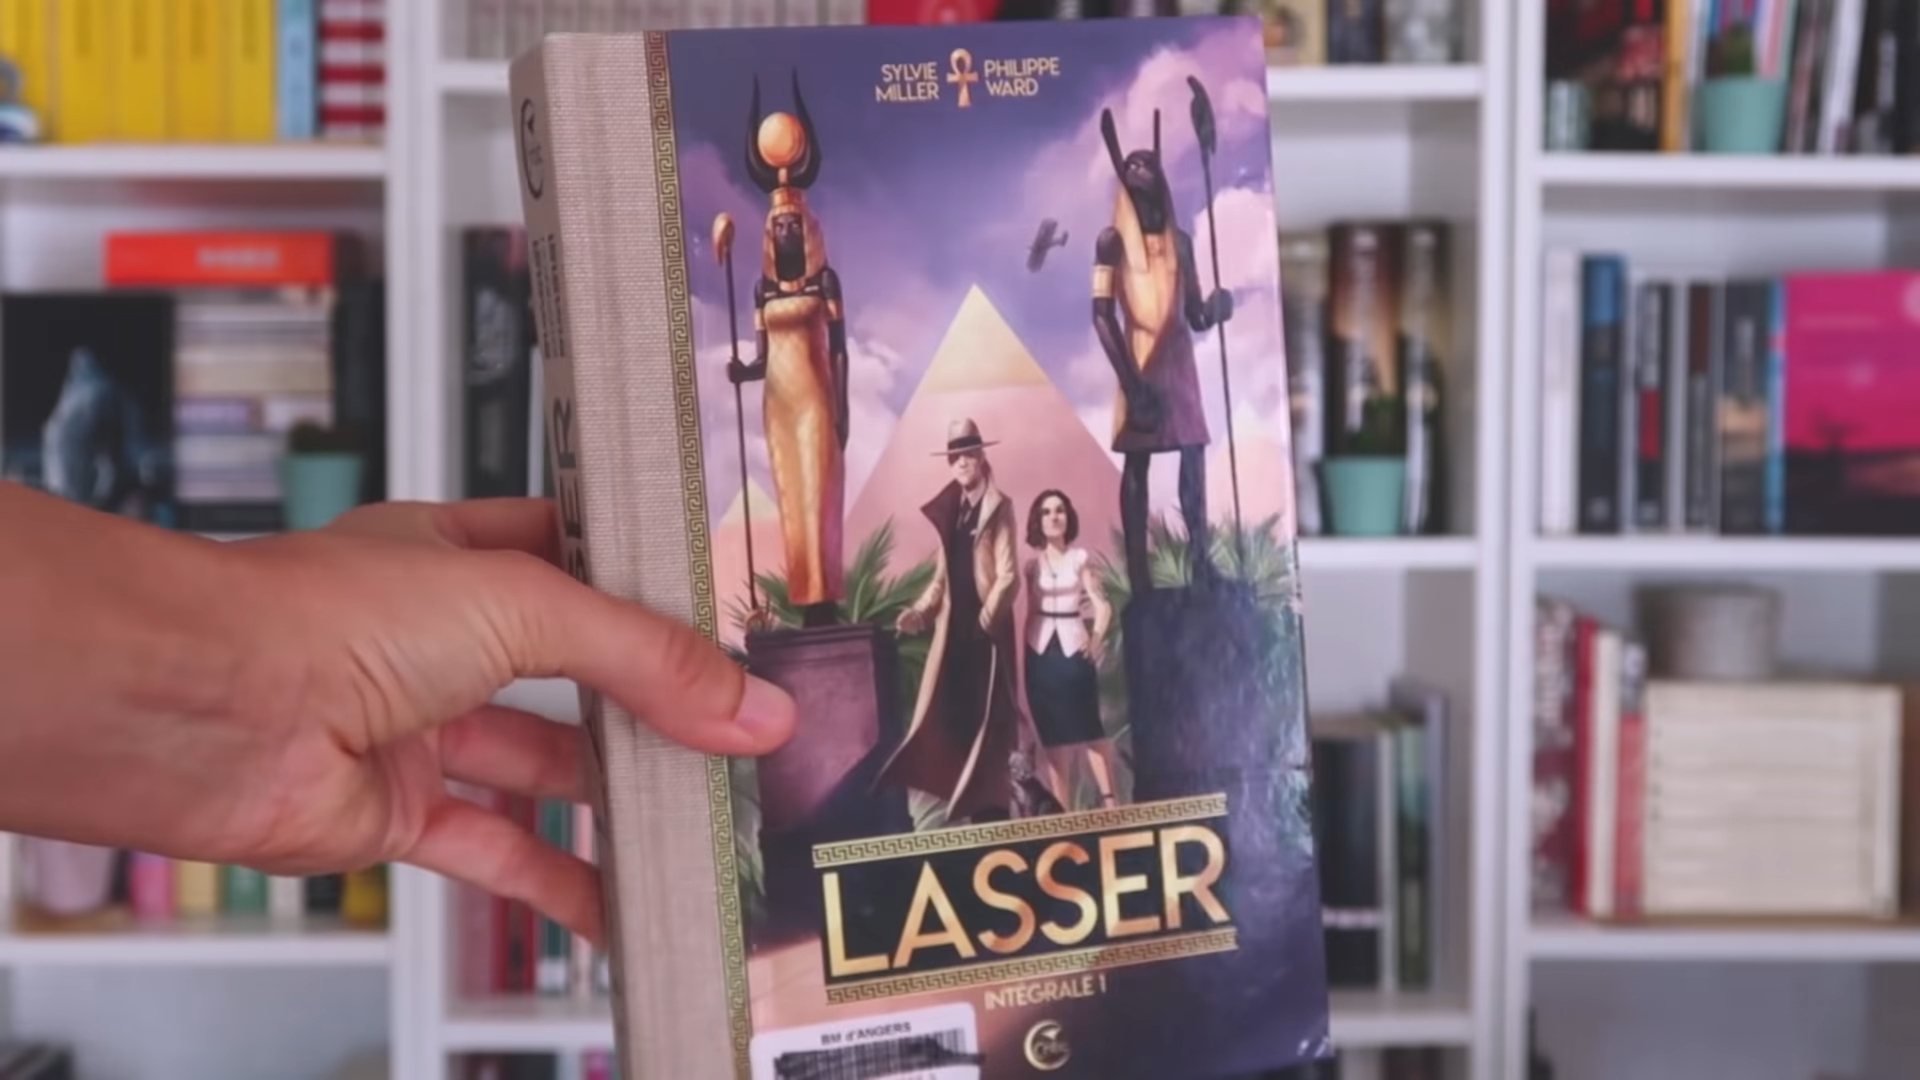 SYLVIE
MILLER
PHILIPPE
WARD
LASSER
INTÉGRALE 1
BM d'ANGERS